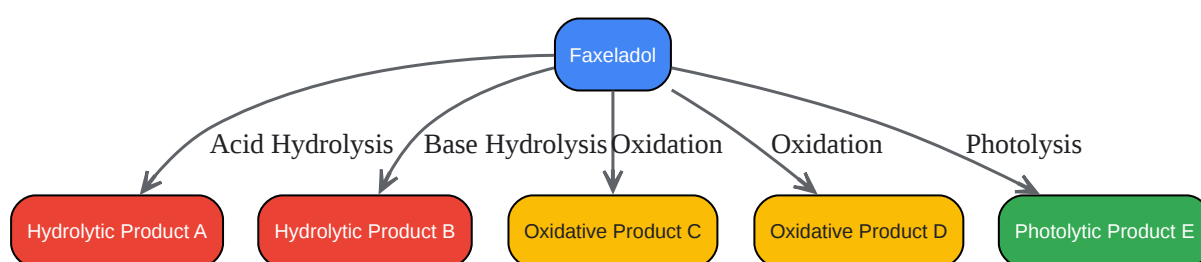 Faxeladol
Acid Hydrolysis
Base Hydrolysis
Oxidation
Oxidation
Photolysis
Hydrolytic Product A
Hydrolytic Product B
Oxidative Product C
Oxidative Product D
Photolytic Product E